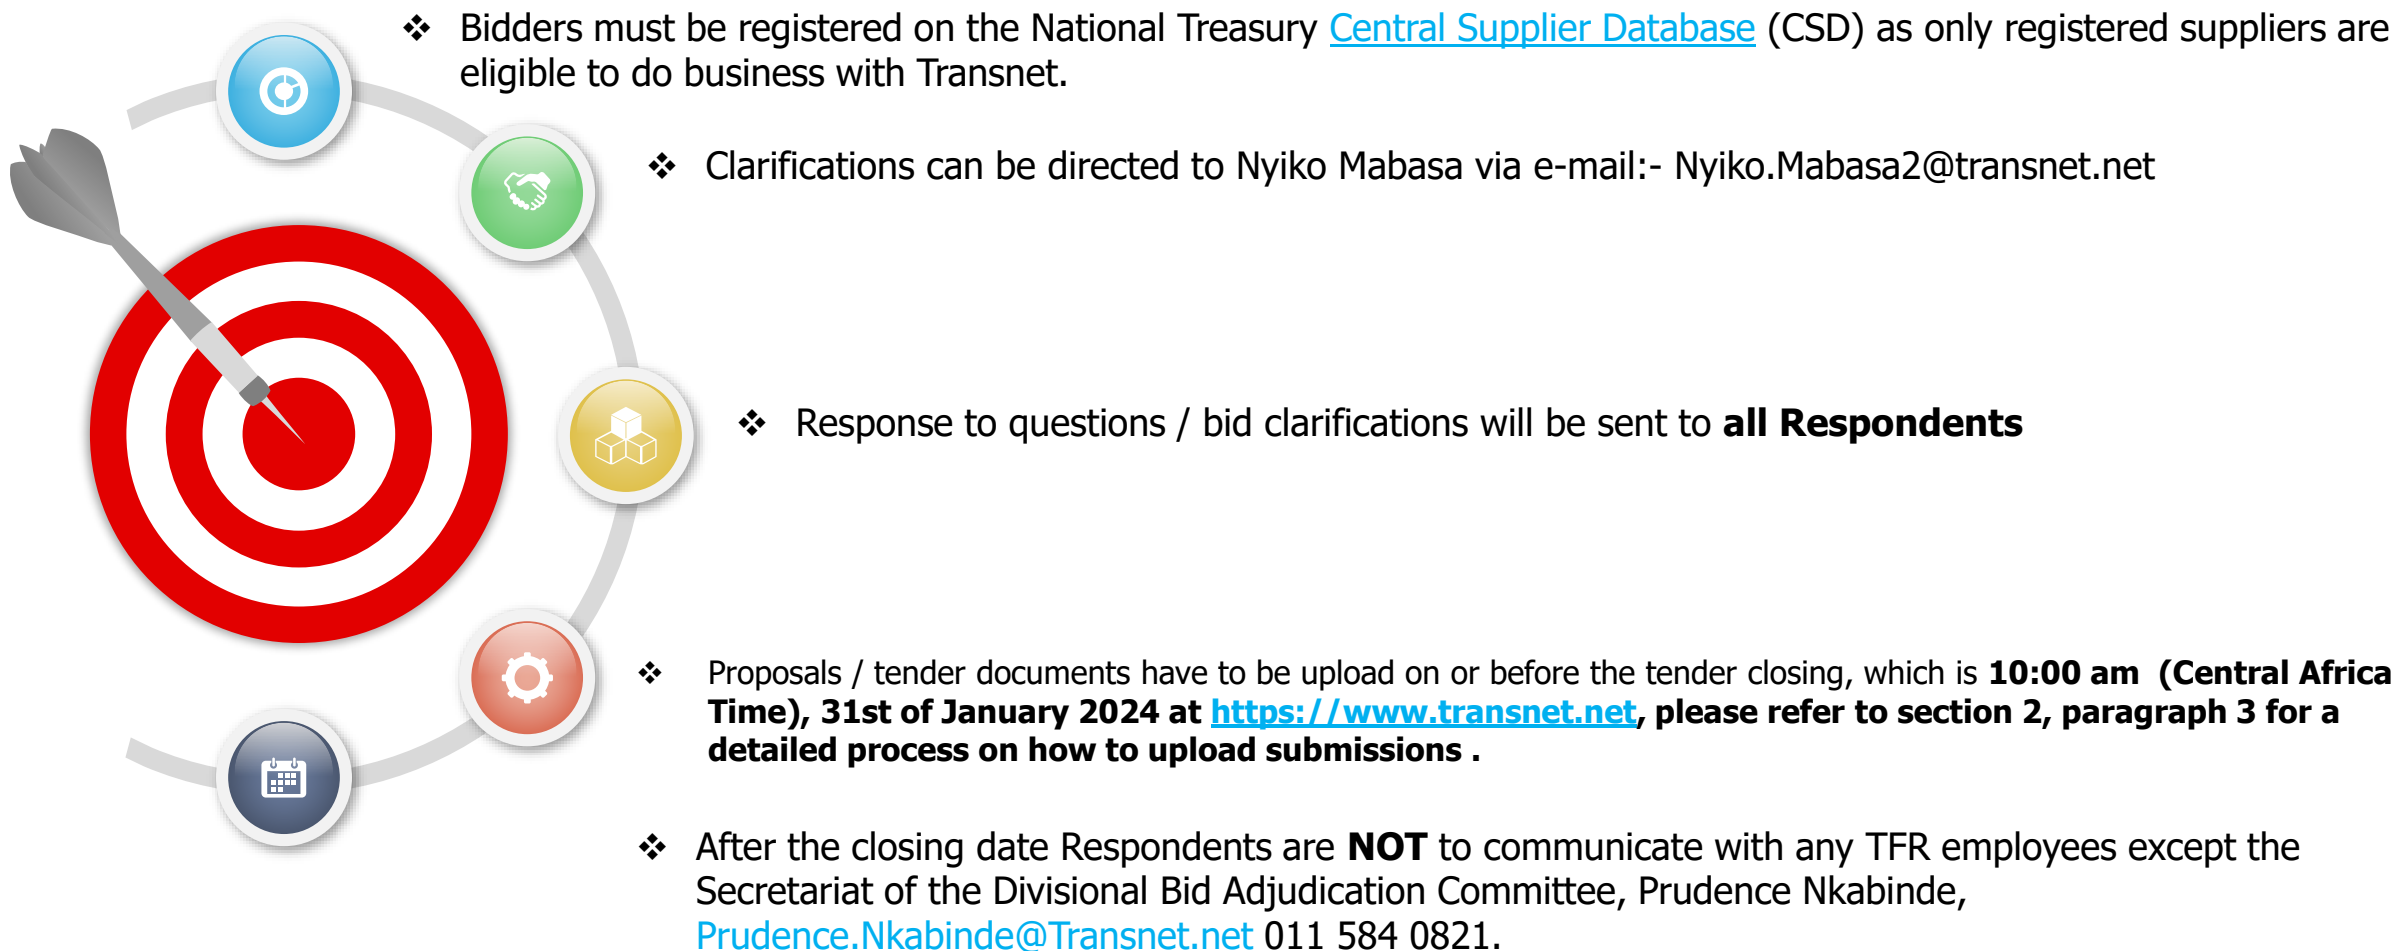 ❖ Bidders must be registered on the National Treasury Central Supplier Database (CSD) as only registered suppliers are
eligible to do business with Transnet.
❖ Clarifications can be directed to Nyiko Mabasa via e-mail:- Nyiko.Mabasa2@transnet.net
❖ Response to questions / bid clarifications will be sent to all Respondents
❖ Proposals / tender documents have to be upload on or before the tender closing, which is 10:00 am (Central Africa
Time), 31st of January 2024 at https://www.transnet.net, please refer to section 2, paragraph 3 for a
detailed process on how to upload submissions .
❖ After the closing date Respondents are NOT to communicate with any TFR employees except the
Secretariat of the Divisional Bid Adjudication Committee, Prudence Nkabinde,
Prudence.Nkabinde@Transnet.net 011 584 0821.